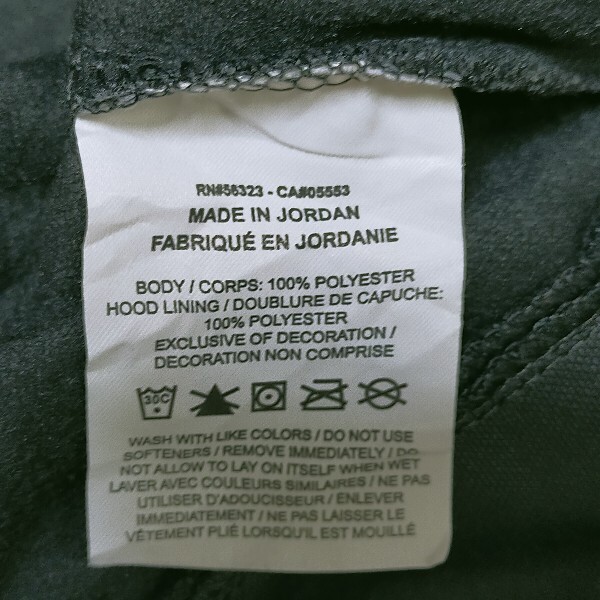 RN#56323 - CA#05553
MADE IN JORDAN
FABRIQUÉ EN JORDANIE
BODY / CORPS: 100% POLYESTER
HOOD LINING / DOUBLURE DE CAPUCHE:
100% POLYESTER
EXCLUSIVE OF DECORATION /
DECORATION NON COMPRISE
30C
WASH WITH LIKE COLORS / DO NOT USE
SOFTENERS / REMOVE IMMEDIATELY / DO
NOT ALLOW TO LAY ON ITSELF WHEN WET
LAVER AVEC COULEURS SIMILAIRES / NE PAS
UTILISER D'ADOUCISSEUR / ENLEVER
IMMEDIATEMENT / NE PAS LAISSER LE
VÊTEMENT PLIÉ LORSQU'IL EST MOUILLÉ